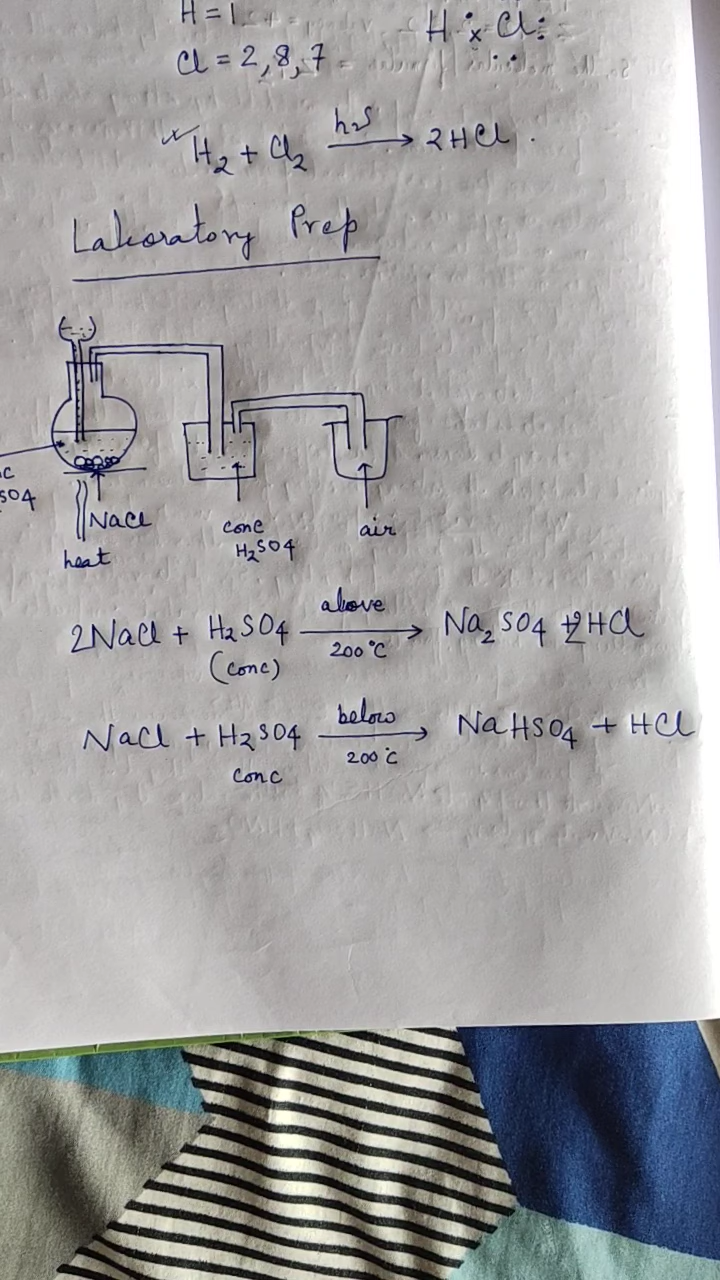 H = 1
H ∶× Cl
Cl = 2, 8, 7
H₂ + Cl₂ —hν→ 2HCl.
Laboratory Prep
c
SO4
NaCl
heat
conc
H₂SO4
air
2NaCl + H₂SO4 (conc) —above 200°C→ Na₂SO4 + 2HCl
NaCl + H₂SO4 conc —below 200°C→ NaHSO4 + HCl